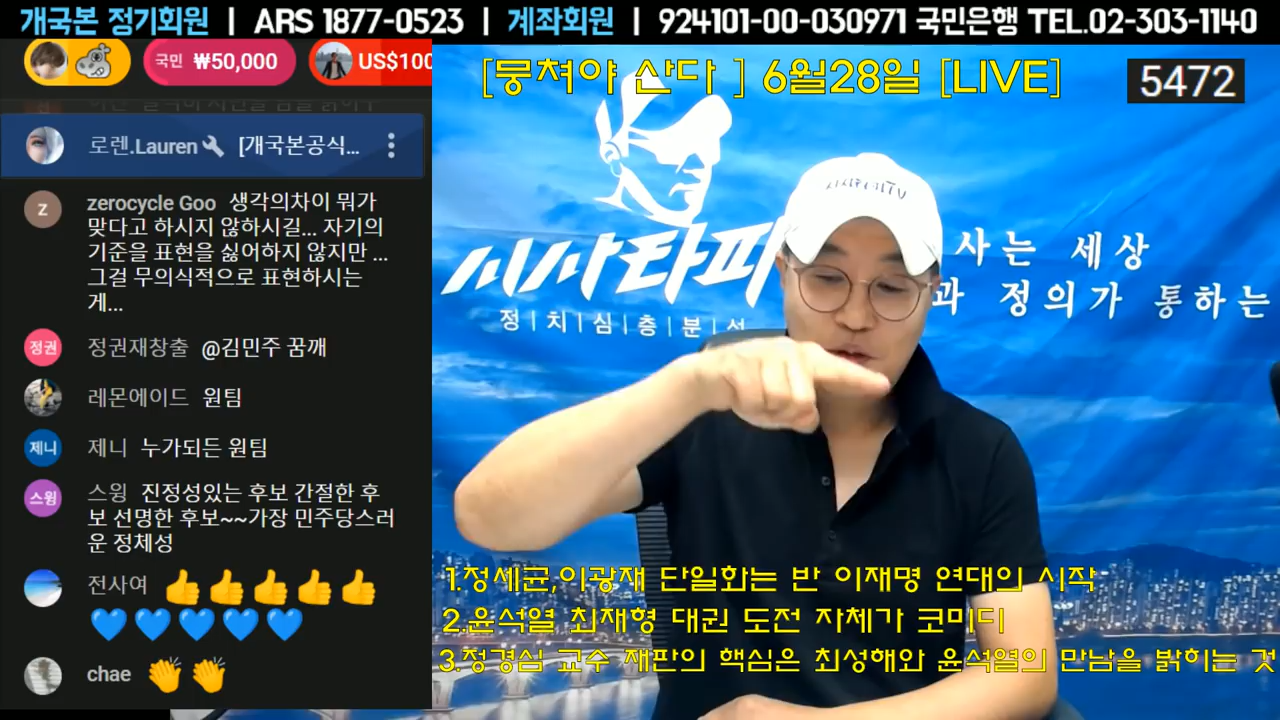 개국본 정기회원 | ARS 1877-0523 | 계좌회원 | 924101-00-030971 국민은행 TEL.02-303-1140
국민 ₩50,000
US$100
[뭉쳐야 산다 ] 6월28일 [LIVE]
5472
로렌.Lauren [개국본공식...
zerocycle Goo 생각의차이 뭐가
맞다고 하시지 않하시길... 자기의
기준을 표현을 싫어하지 않지만 ...
그걸 무의식적으로 표현하시는
게...
정권 정권재창출 @김민주 꿈깨
레몬에이드 원팀
제니 제니 누가되든 원팀
스윙 스윙 진정성있는 후보 간절한 후
보 선명한 후보~~가장 민주당스러
운 정체성
전사여 👍👍👍👍👍
💙💙💙💙💙
chae 👏👏
시사타파
정|치|심|층|분|석
사는 세상
과 정의가 통하는
1.정세균,이광재 단일화는 반 이재명 연대의 시작
2.윤석열 최재형 대권 도전 자체가 코미디
3.정경심 교수 재판의 핵심은 최성해와 윤석열의 만남을 밝히는 것